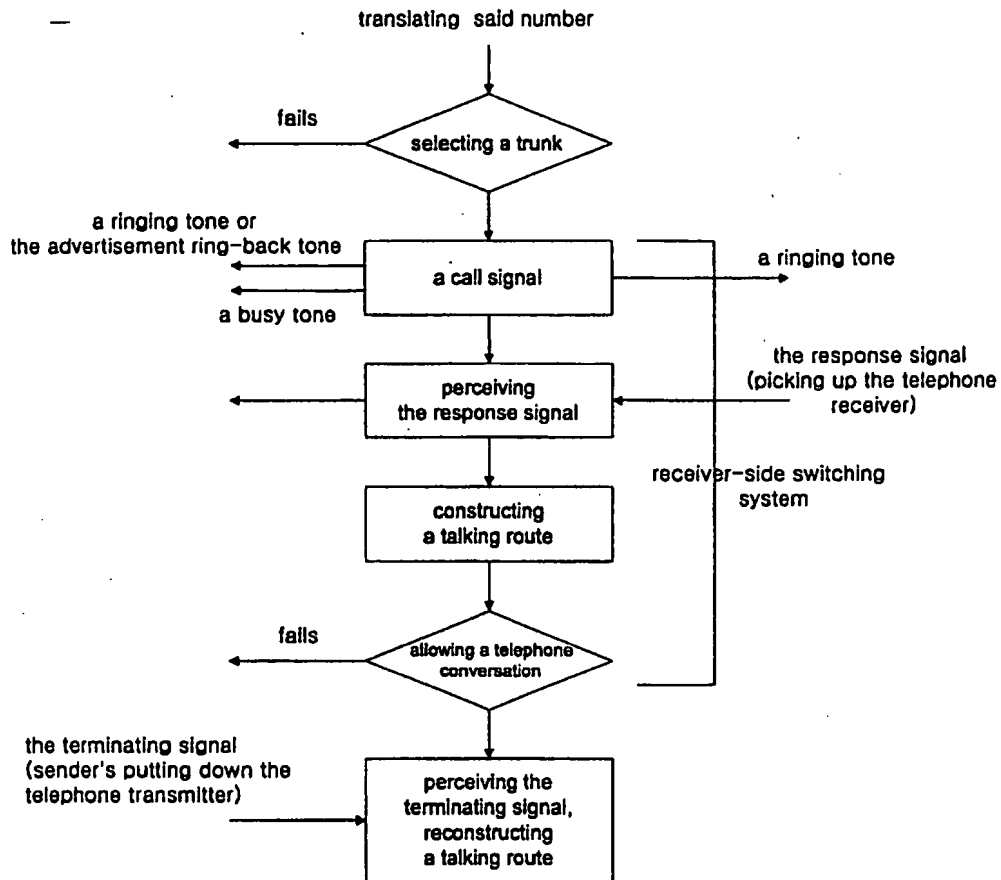 translating said number
fails
selecting a trunk
a ringing tone or
the advertisement ring-back tone
a call signal
a ringing tone
a busy tone
the response signal
(picking up the telephone
receiver)
perceiving
the response signal
receiver-side switching
system
constructing
a talking route
fails
allowing a telephone
conversation
the terminating signal
(sender's putting down the
telephone transmitter)
perceiving the
terminating signal,
reconstructing
a talking route